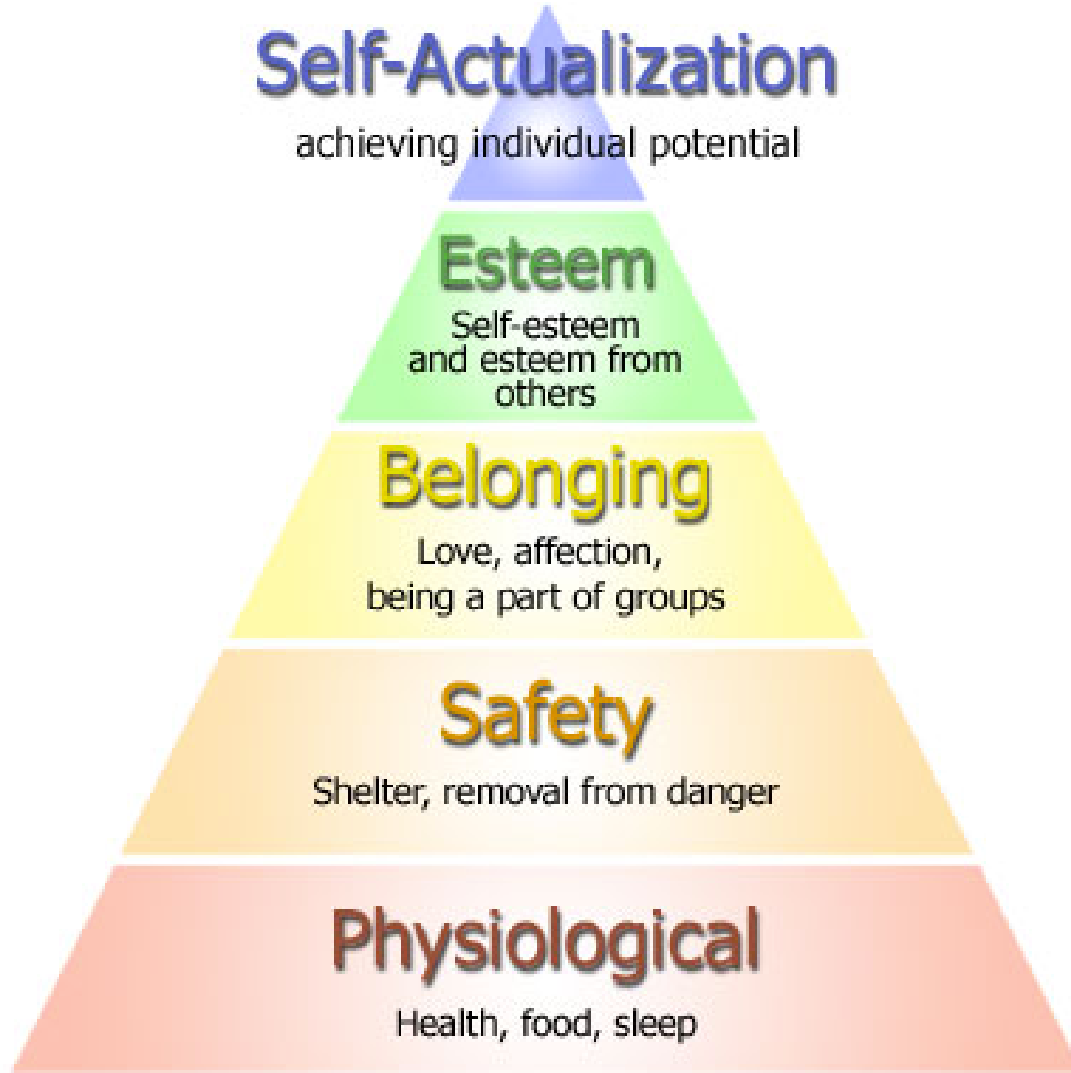 Self-Actualization
achieving individual potential
Esteem
Self-esteem
and esteem from
others
Belonging
Love, affection,
being a part of groups
Safety
Shelter, removal from danger
Physiological
Health, food, sleep